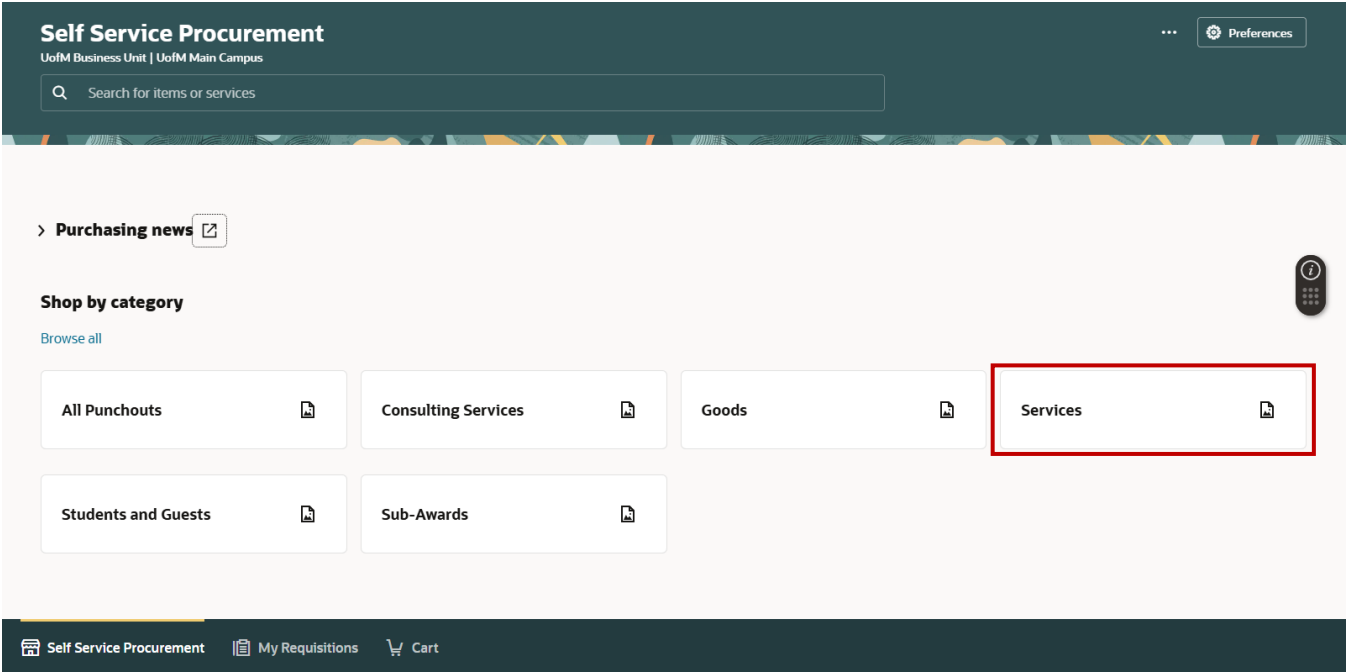 Self Service Procurement
UofM Business Unit | UofM Main Campus
Preferences
Search for items or services
Purchasing news
Shop by category
Browse all
All Punchouts
Consulting Services
Goods
Services
Students and Guests
Sub-Awards
Self Service Procurement
My Requisitions
Cart